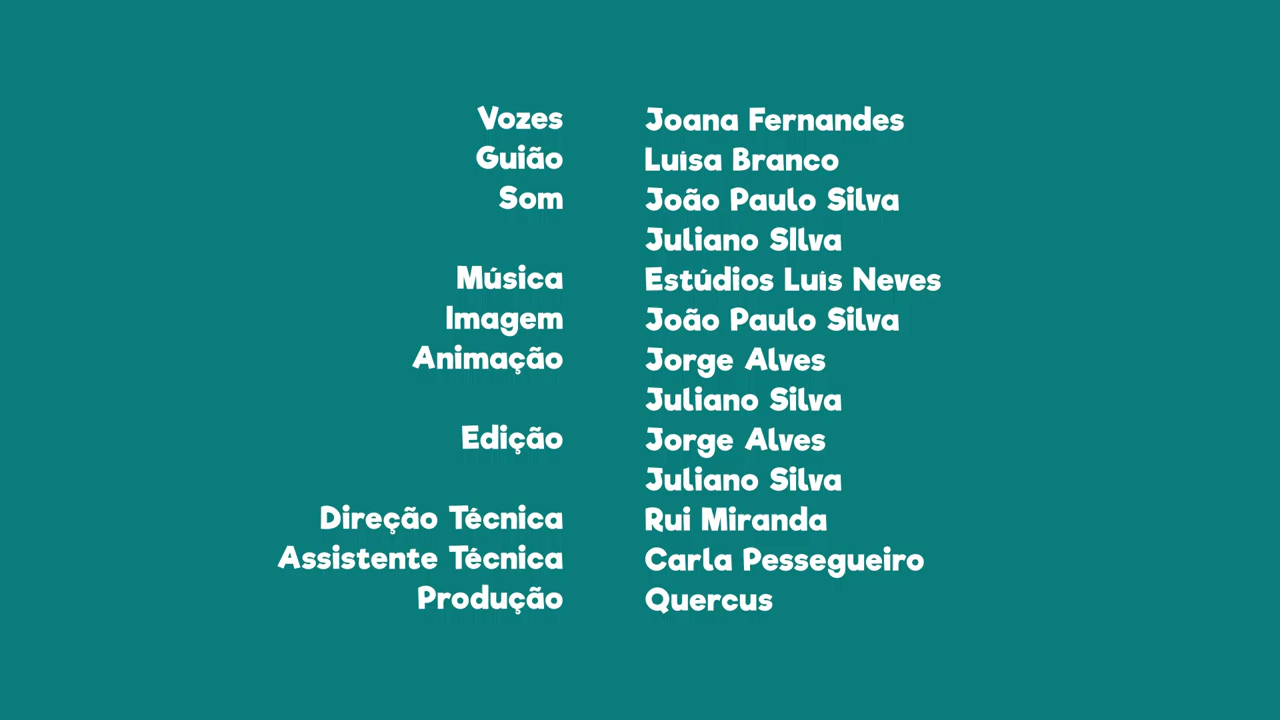 Vozes Joana Fernandes
Guião Luísa Branco
Som João Paulo Silva
Juliano SIlva
Música Estúdios Luís Neves
Imagem João Paulo Silva
Animação Jorge Alves
Juliano Silva
Edição Jorge Alves
Juliano Silva
Direção Técnica Rui Miranda
Assistente Técnica Carla Pessegueiro
Produção Quercus